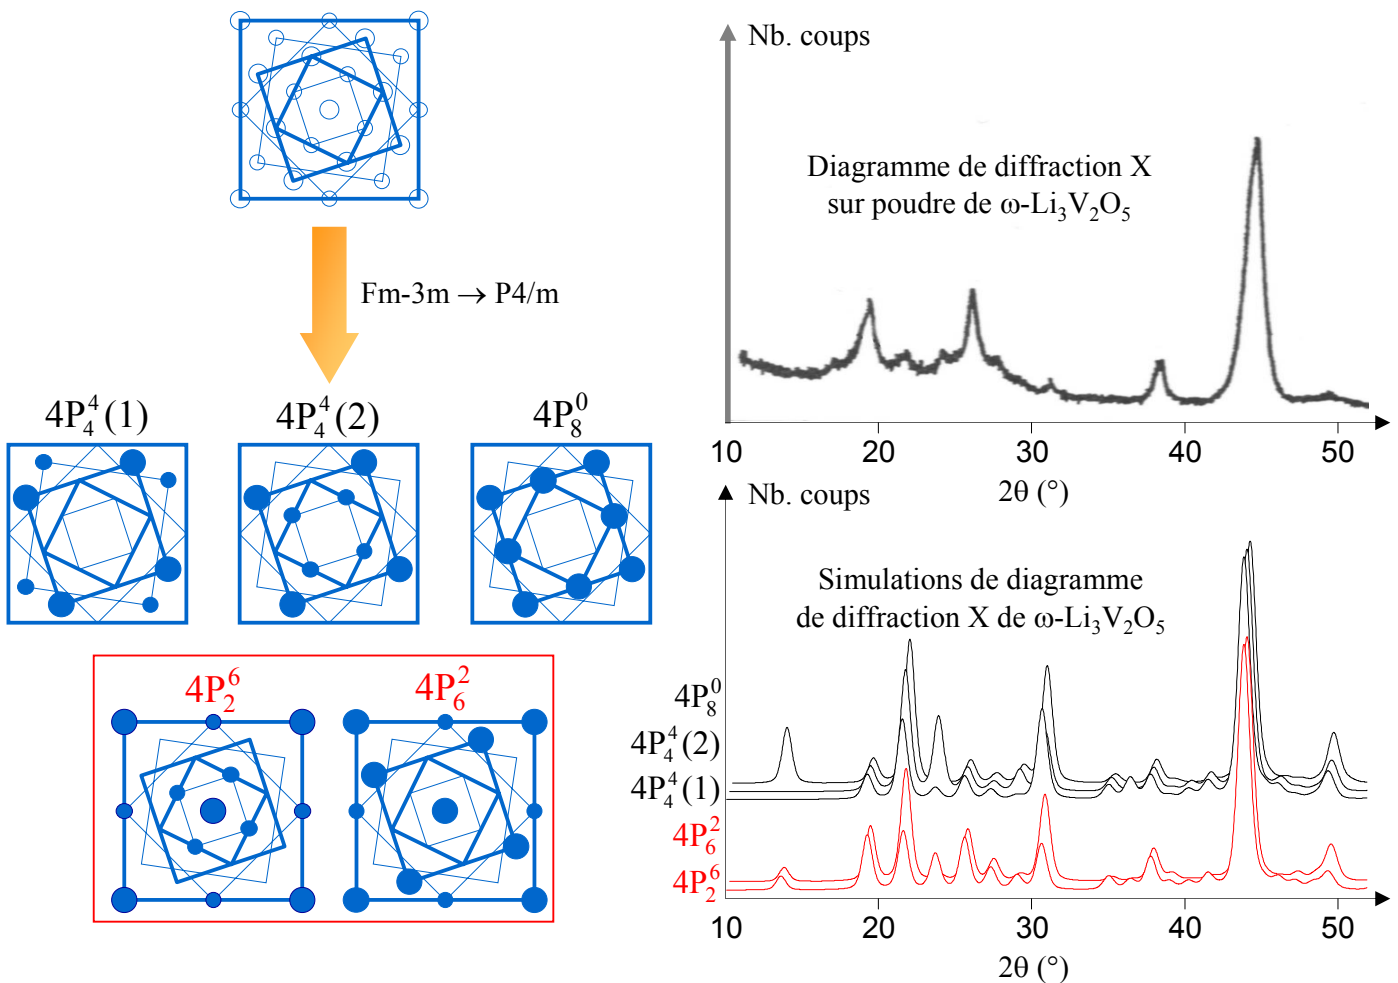 Fm-3m → P4/m
4P₄⁴(1)
4P₄⁴(2)
4P₈⁰
4P₂⁶
4P₆²
Nb. coups
Diagramme de diffraction X
sur poudre de ω-Li₃V₂O₅
10 20 30 40 50
2θ (°)
Nb. coups
Simulations de diagramme
de diffraction X de ω-Li₃V₂O₅
4P₈⁰
4P₄⁴(2)
4P₄⁴(1)
4P₆²
4P₂⁶
10 20 30 40 50
2θ (°)